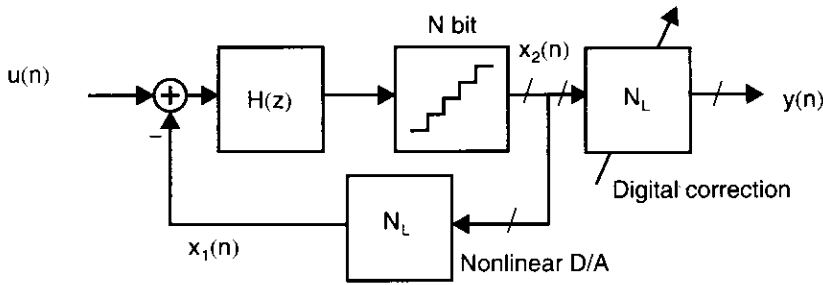 N bit
u(n)
x₂(n)
+
H(z)
N_L
y(n)
–
Digital correction
N_L
x₁(n)
Nonlinear D/A